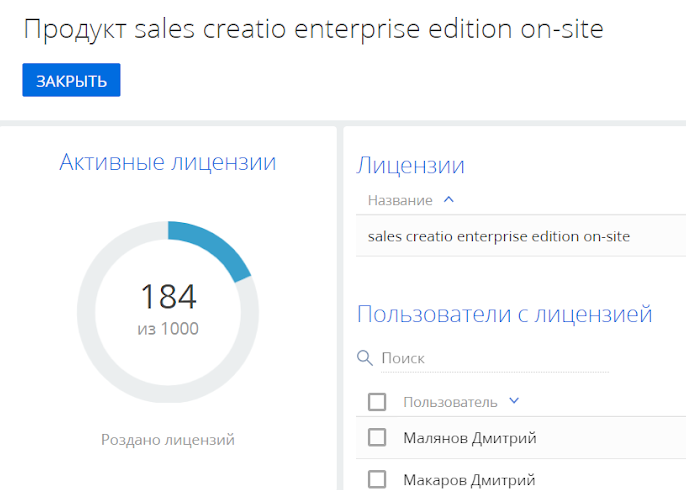 Продукт sales creatio enterprise edition on-site
ЗАКРЫТЬ
Активные лицензии
184
из 1000
Роздано лицензий
Лицензии
Название
sales creatio enterprise edition on-site
Пользователи с лицензией
Поиск
Пользователь
Малянов Дмитрий
Макаров Дмитрий